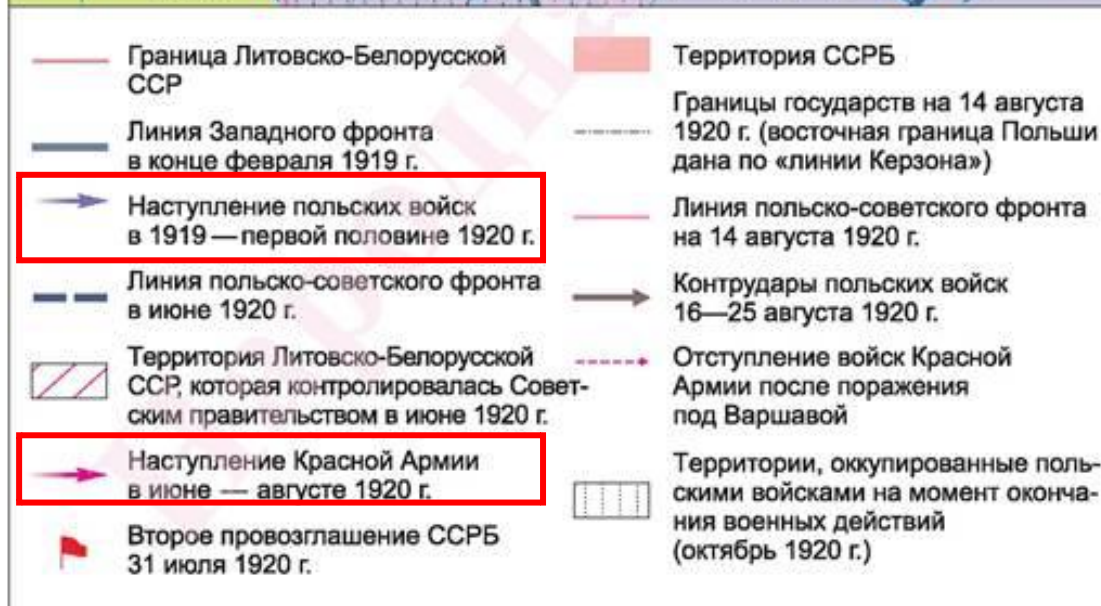 Граница Литовско-Белорусской
ССР
Линия Западного фронта
в конце февраля 1919 г.
Наступление польских войск
в 1919 — первой половине 1920 г.
Линия польско-советского фронта
в июне 1920 г.
Территория Литовско-Белорусской
ССР, которая контролировалась Совет-
ским правительством в июне 1920 г.
Наступление Красной Армии
в июне — августе 1920 г.
Второе провозглашение ССРБ
31 июля 1920 г.
Территория ССРБ
Границы государств на 14 августа
1920 г. (восточная граница Польши
дана по «линии Керзона»)
Линия польско-советского фронта
на 14 августа 1920 г.
Контрудары польских войск
16—25 августа 1920 г.
Отступление войск Красной
Армии после поражения
под Варшавой
Территории, оккупированные поль-
скими войсками на момент оконча-
ния военных действий
(октябрь 1920 г.)